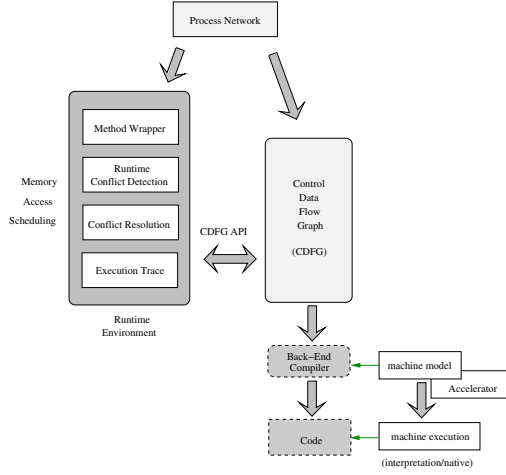 Process Network
Method Wrapper
Runtime
Conflict Detection
Conflict Resolution
Execution Trace
Memory
Access
Scheduling
Runtime
Environment
CDFG API
Control
Data
Flow
Graph
(CDFG)
Back−End
Compiler
machine model
Accelerator
Code
machine execution
(interpretation/native)